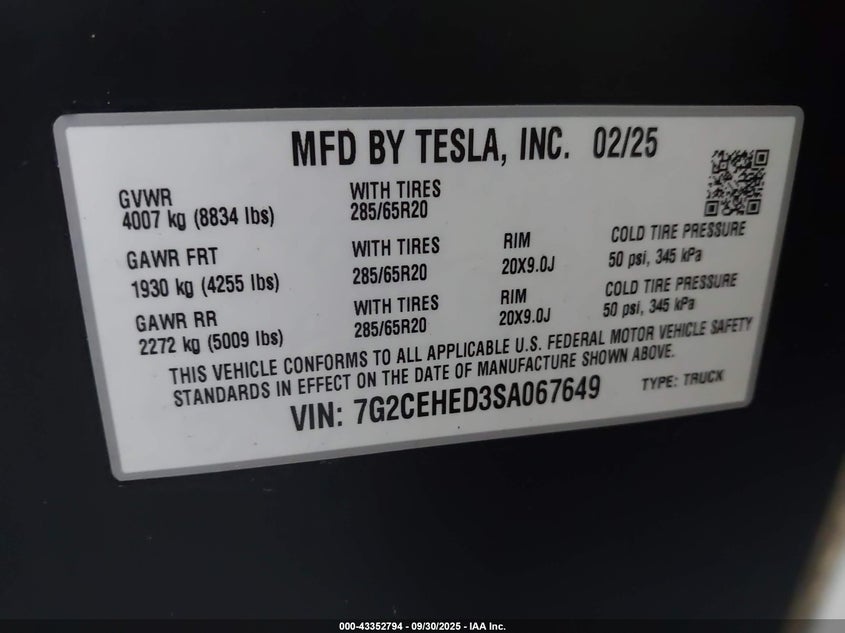 MFD BY TESLA, INC. 02/25
GVWR
4007 kg (8834 lbs)
WITH TIRES
285/65R20
GAWR FRT
1930 kg (4255 lbs)
WITH TIRES
285/65R20
RIM
20X9.0J
COLD TIRE PRESSURE
50 psi, 345 kPa
GAWR RR
2272 kg (5009 lbs)
WITH TIRES
285/65R20
RIM
20X9.0J
COLD TIRE PRESSURE
50 psi, 345 kPa
THIS VEHICLE CONFORMS TO ALL APPLICABLE U.S. FEDERAL MOTOR VEHICLE SAFETY
STANDARDS IN EFFECT ON THE DATE OF MANUFACTURE SHOWN ABOVE.
VIN: 7G2CEHED3SA067649
TYPE: TRUCK
000-43352794 - 09/30/2025 - IAA Inc.